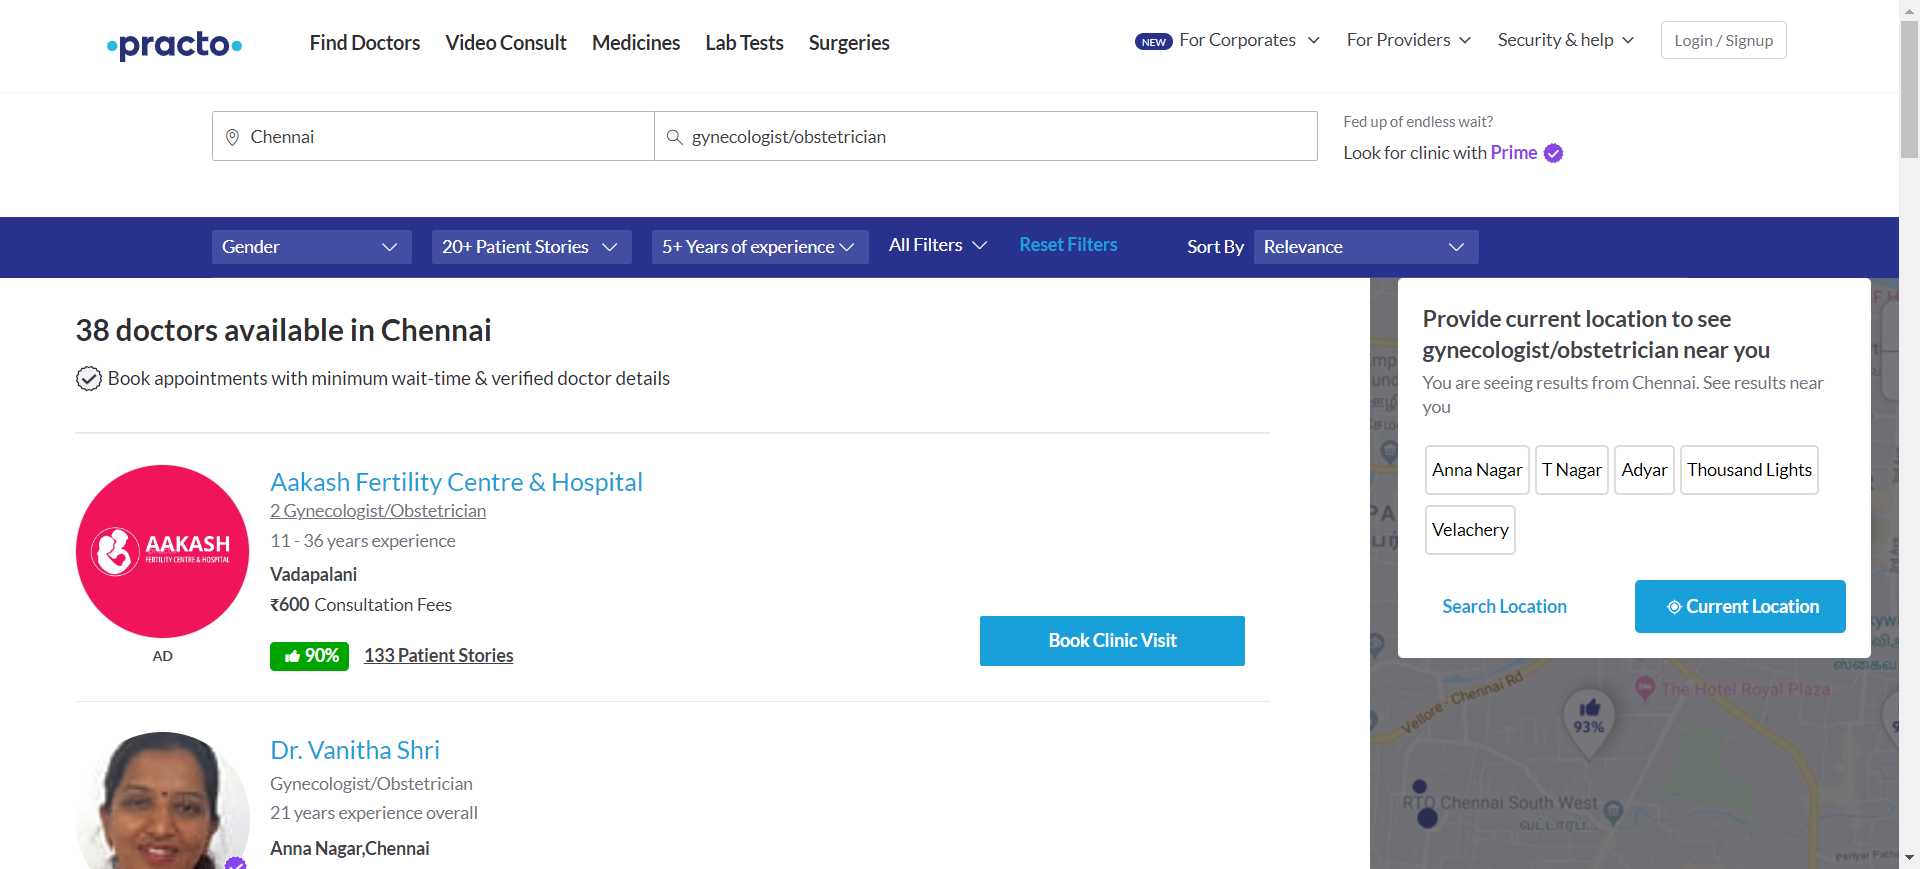 practo
Find Doctors
Video Consult
Medicines
Lab Tests
Surgeries
NEW For Corporates
For Providers
Security & help
Login / Signup
Chennai
gynecologist/obstetrician
Fed up of endless wait?
Look for clinic with Prime
Gender
20+ Patient Stories
5+ Years of experience
All Filters
Reset Filters
Sort By
Relevance
38 doctors available in Chennai
Book appointments with minimum wait-time & verified doctor details
AAKASH
FERTILITY CENTRE & HOSPITAL
AD
Aakash Fertility Centre & Hospital
2 Gynecologist/Obstetrician
11 - 36 years experience
Vadapalani
₹600 Consultation Fees
90%
133 Patient Stories
Book Clinic Visit
Dr. Vanitha Shri
Gynecologist/Obstetrician
21 years experience overall
Anna Nagar,Chennai
Provide current location to see
gynecologist/obstetrician near you
You are seeing results from Chennai. See results near
you
Anna Nagar
T Nagar
Adyar
Thousand Lights
Velachery
Search Location
Current Location
Vellore - Chennai Rd
The Hotel Royal Plaza
93%
RTO Chennai South West
வட்டாரப்...